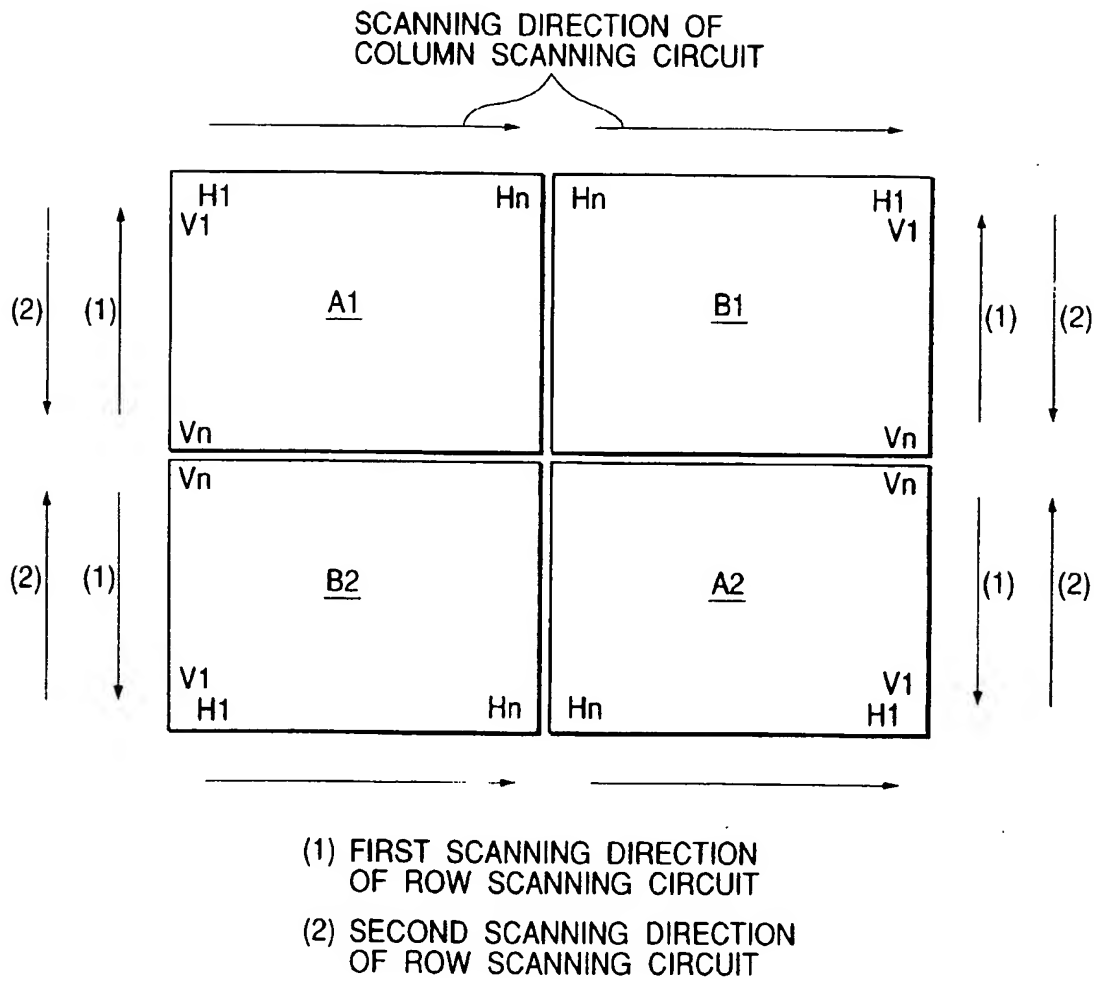 SCANNING DIRECTION OF
COLUMN SCANNING CIRCUIT
H1 Hn Hn H1
V1 V1
(2) (1) A1 B1 (1) (2)
Vn Vn
Vn Vn
(2) (1) B2 A2 (1) (2)
V1 V1
H1 Hn Hn H1
(1) FIRST SCANNING DIRECTION
OF ROW SCANNING CIRCUIT
(2) SECOND SCANNING DIRECTION
OF ROW SCANNING CIRCUIT